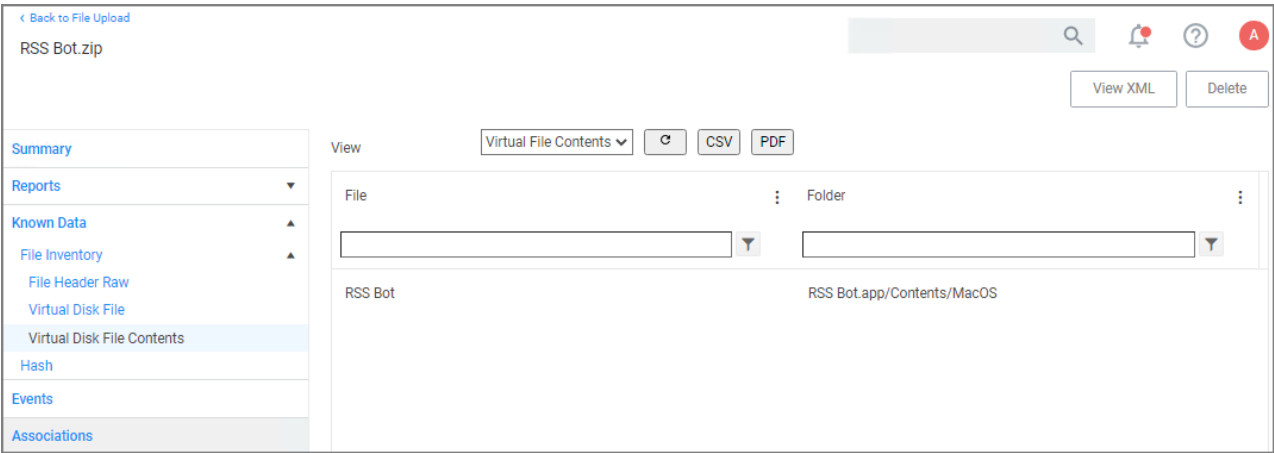 Back to File Upload
RSS Bot.zip
A
View XML
Delete
Summary
Reports
Known Data
File Inventory
File Header Raw
Virtual Disk File
Virtual Disk File Contents
Hash
Events
Associations
View
Virtual File Contents
CSV
PDF
File
Folder
RSS Bot
RSS Bot.app/Contents/MacOS